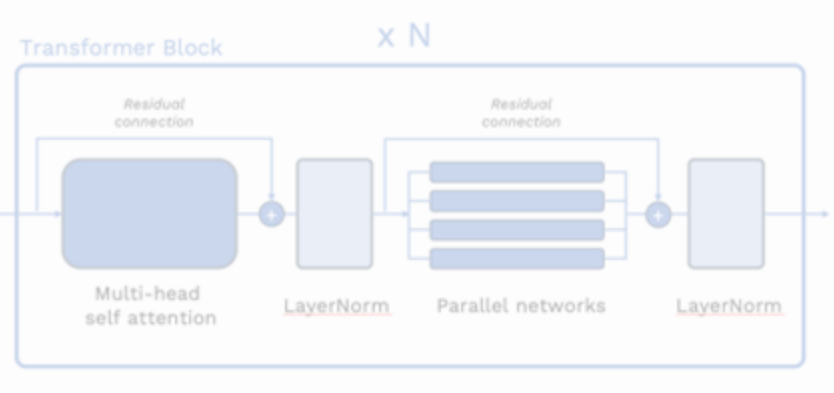 x N
Transformer Block
Residual
connection
Residual
connection
+
+
Multi-head
self attention
LayerNorm
Parallel networks
LayerNorm